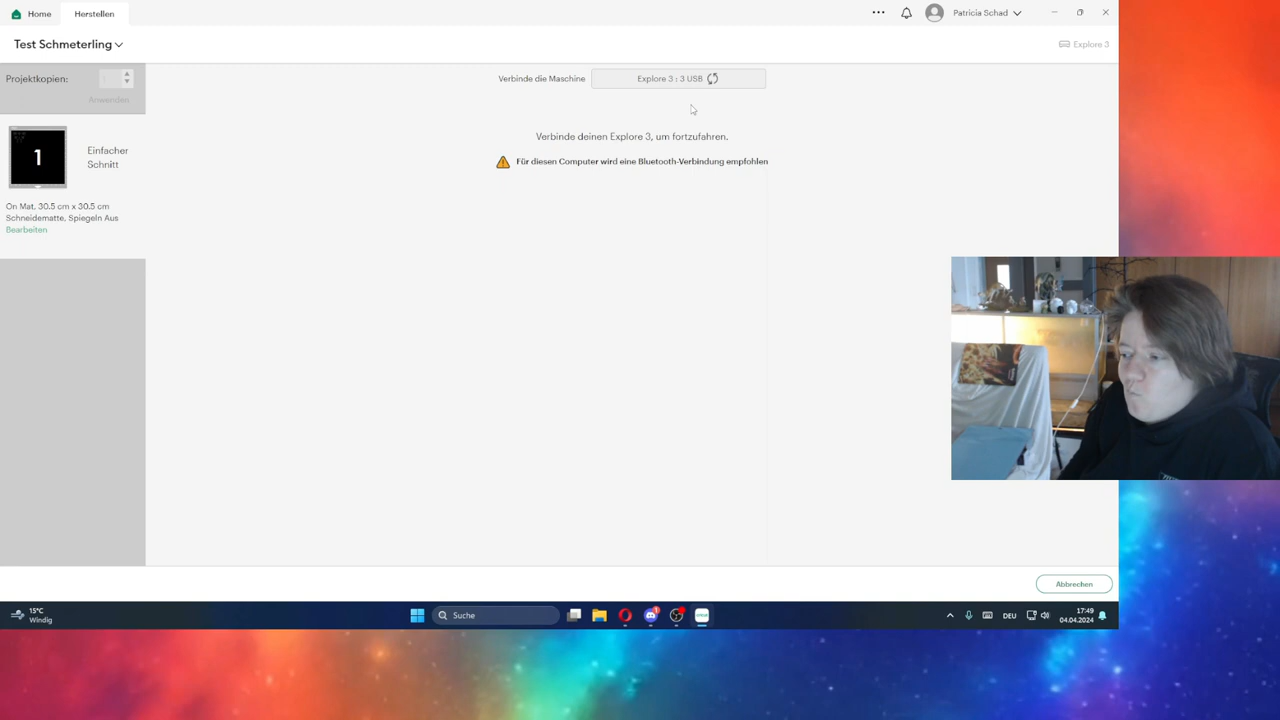 Home
Herstellen
Patricia Schad
Test Schmeterling
Explore 3
Projektkopien:
Anwenden
Verbinde die Maschine
Explore 3 : 3 USB
Verbinde deinen Explore 3, um fortzufahren.
Für diesen Computer wird eine Bluetooth-Verbindung empfohlen
1
Einfacher
Schnitt
On Mat. 30.5 cm x 30.5 cm
Schneidematte, Spiegeln Aus
Bearbeiten
Abbrechen
15°C
Windig
Suche
DEU
17:49
04.04.2024